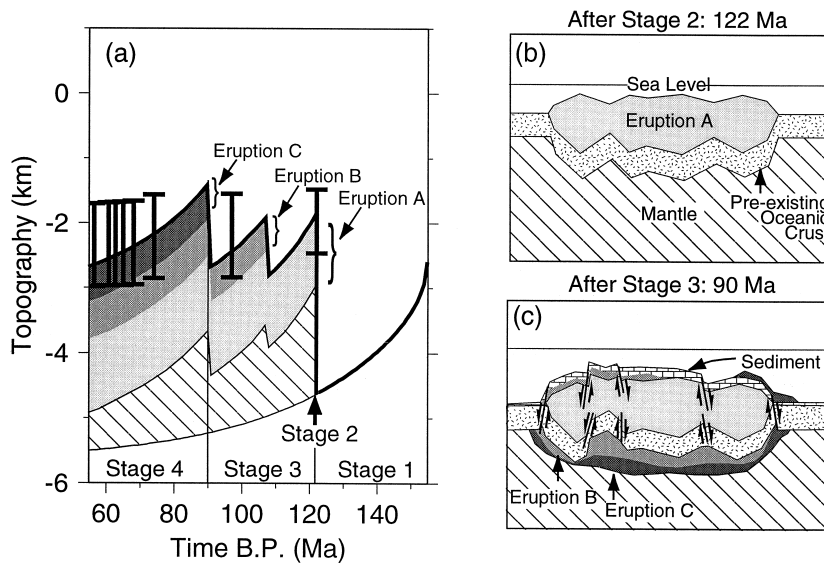 (a)
0
-2
-4
-6
Topography (km)
Eruption C
Eruption B
Eruption A
Stage 2
Stage 4
Stage 3
Stage 1
60
80
100
120
140
Time B.P. (Ma)
After Stage 2: 122 Ma
(b)
Sea Level
Eruption A
Mantle
Pre-existing
Oceanic
Crus
After Stage 3: 90 Ma
(c)
Sediment
Eruption B
Eruption C